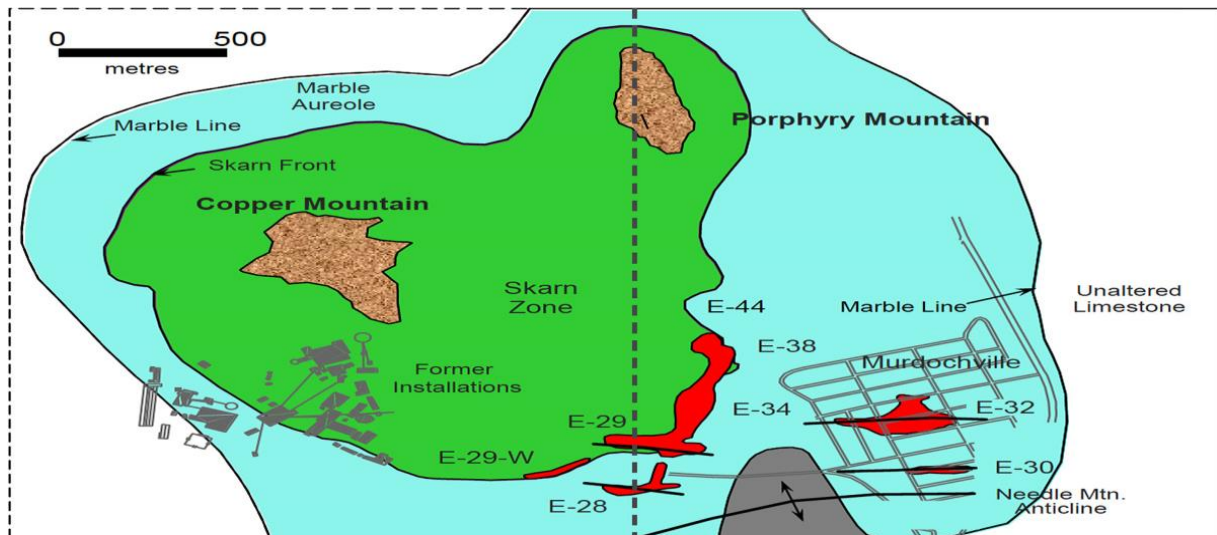 0 500
metres
Marble
Aureole
Marble Line
Skarn Front
Porphyry Mountain
Copper Mountain
Skarn
Zone
E-44
Marble Line
Unaltered
Limestone
E-38
Murdochville
Former
Installations
E-34
E-32
E-29
E-29-W
E-30
E-28
Needle Mtn.
Anticline